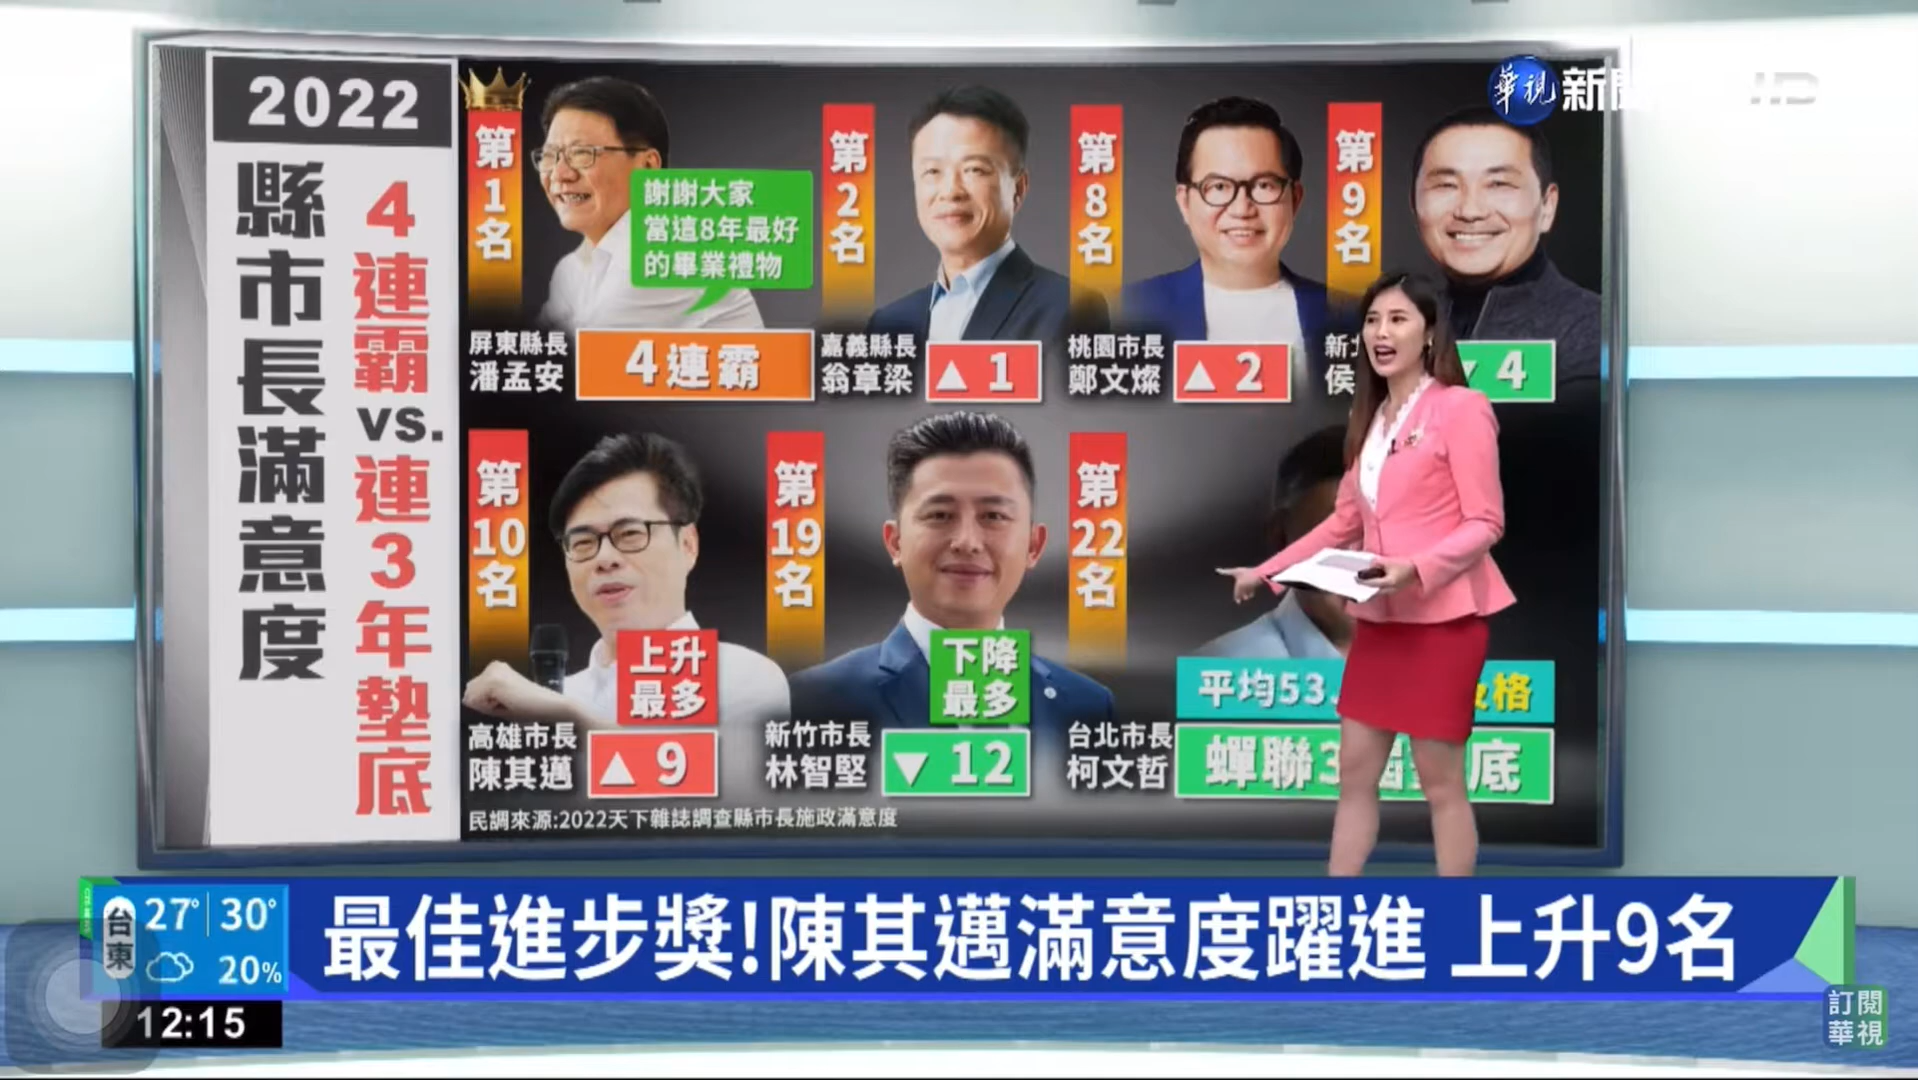 2022
縣市長滿意度
4連霸
vs.
連3年墊底
華視新聞
HD
第1名
謝謝大家
當這8年最好
的畢業禮物
屏東縣長
潘孟安
4連霸
第2名
嘉義縣長
翁章梁
▲1
第8名
桃園市長
鄭文燦
▲2
第9名
新北
侯
▼4
第10名
上升
最多
高雄市長
陳其邁
▲9
第19名
下降
最多
新竹市長
林智堅
▼12
第22名
平均53.
及格
台北市長
柯文哲
蟬聯3
底
民調來源:2022天下雜誌調查縣市長施政滿意度
台東
27° 30°
20%
最佳進步獎!陳其邁滿意度躍進 上升9名
12:15
訂閱
華視